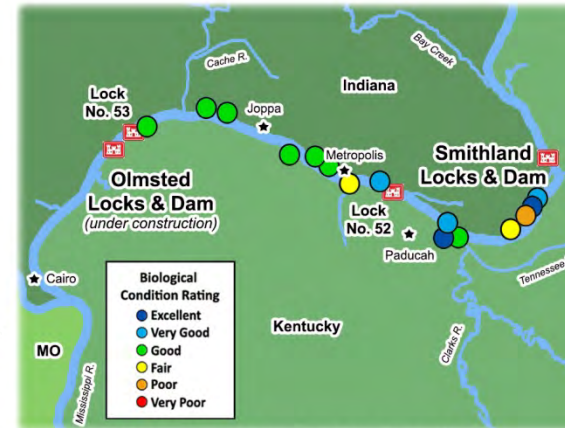 Bay Creek
Cache R.
Indiana
Lock
No. 53
Joppa
Metropolis
Smithland
Locks & Dam
Olmsted
Locks & Dam
(under construction)
Lock
No. 52
Paducah
Cairo
Tennessee
Biological
Condition Rating
Excellent
Very Good
Good
Fair
Poor
Very Poor
Kentucky
Clarks R.
MO
Mississippi R.